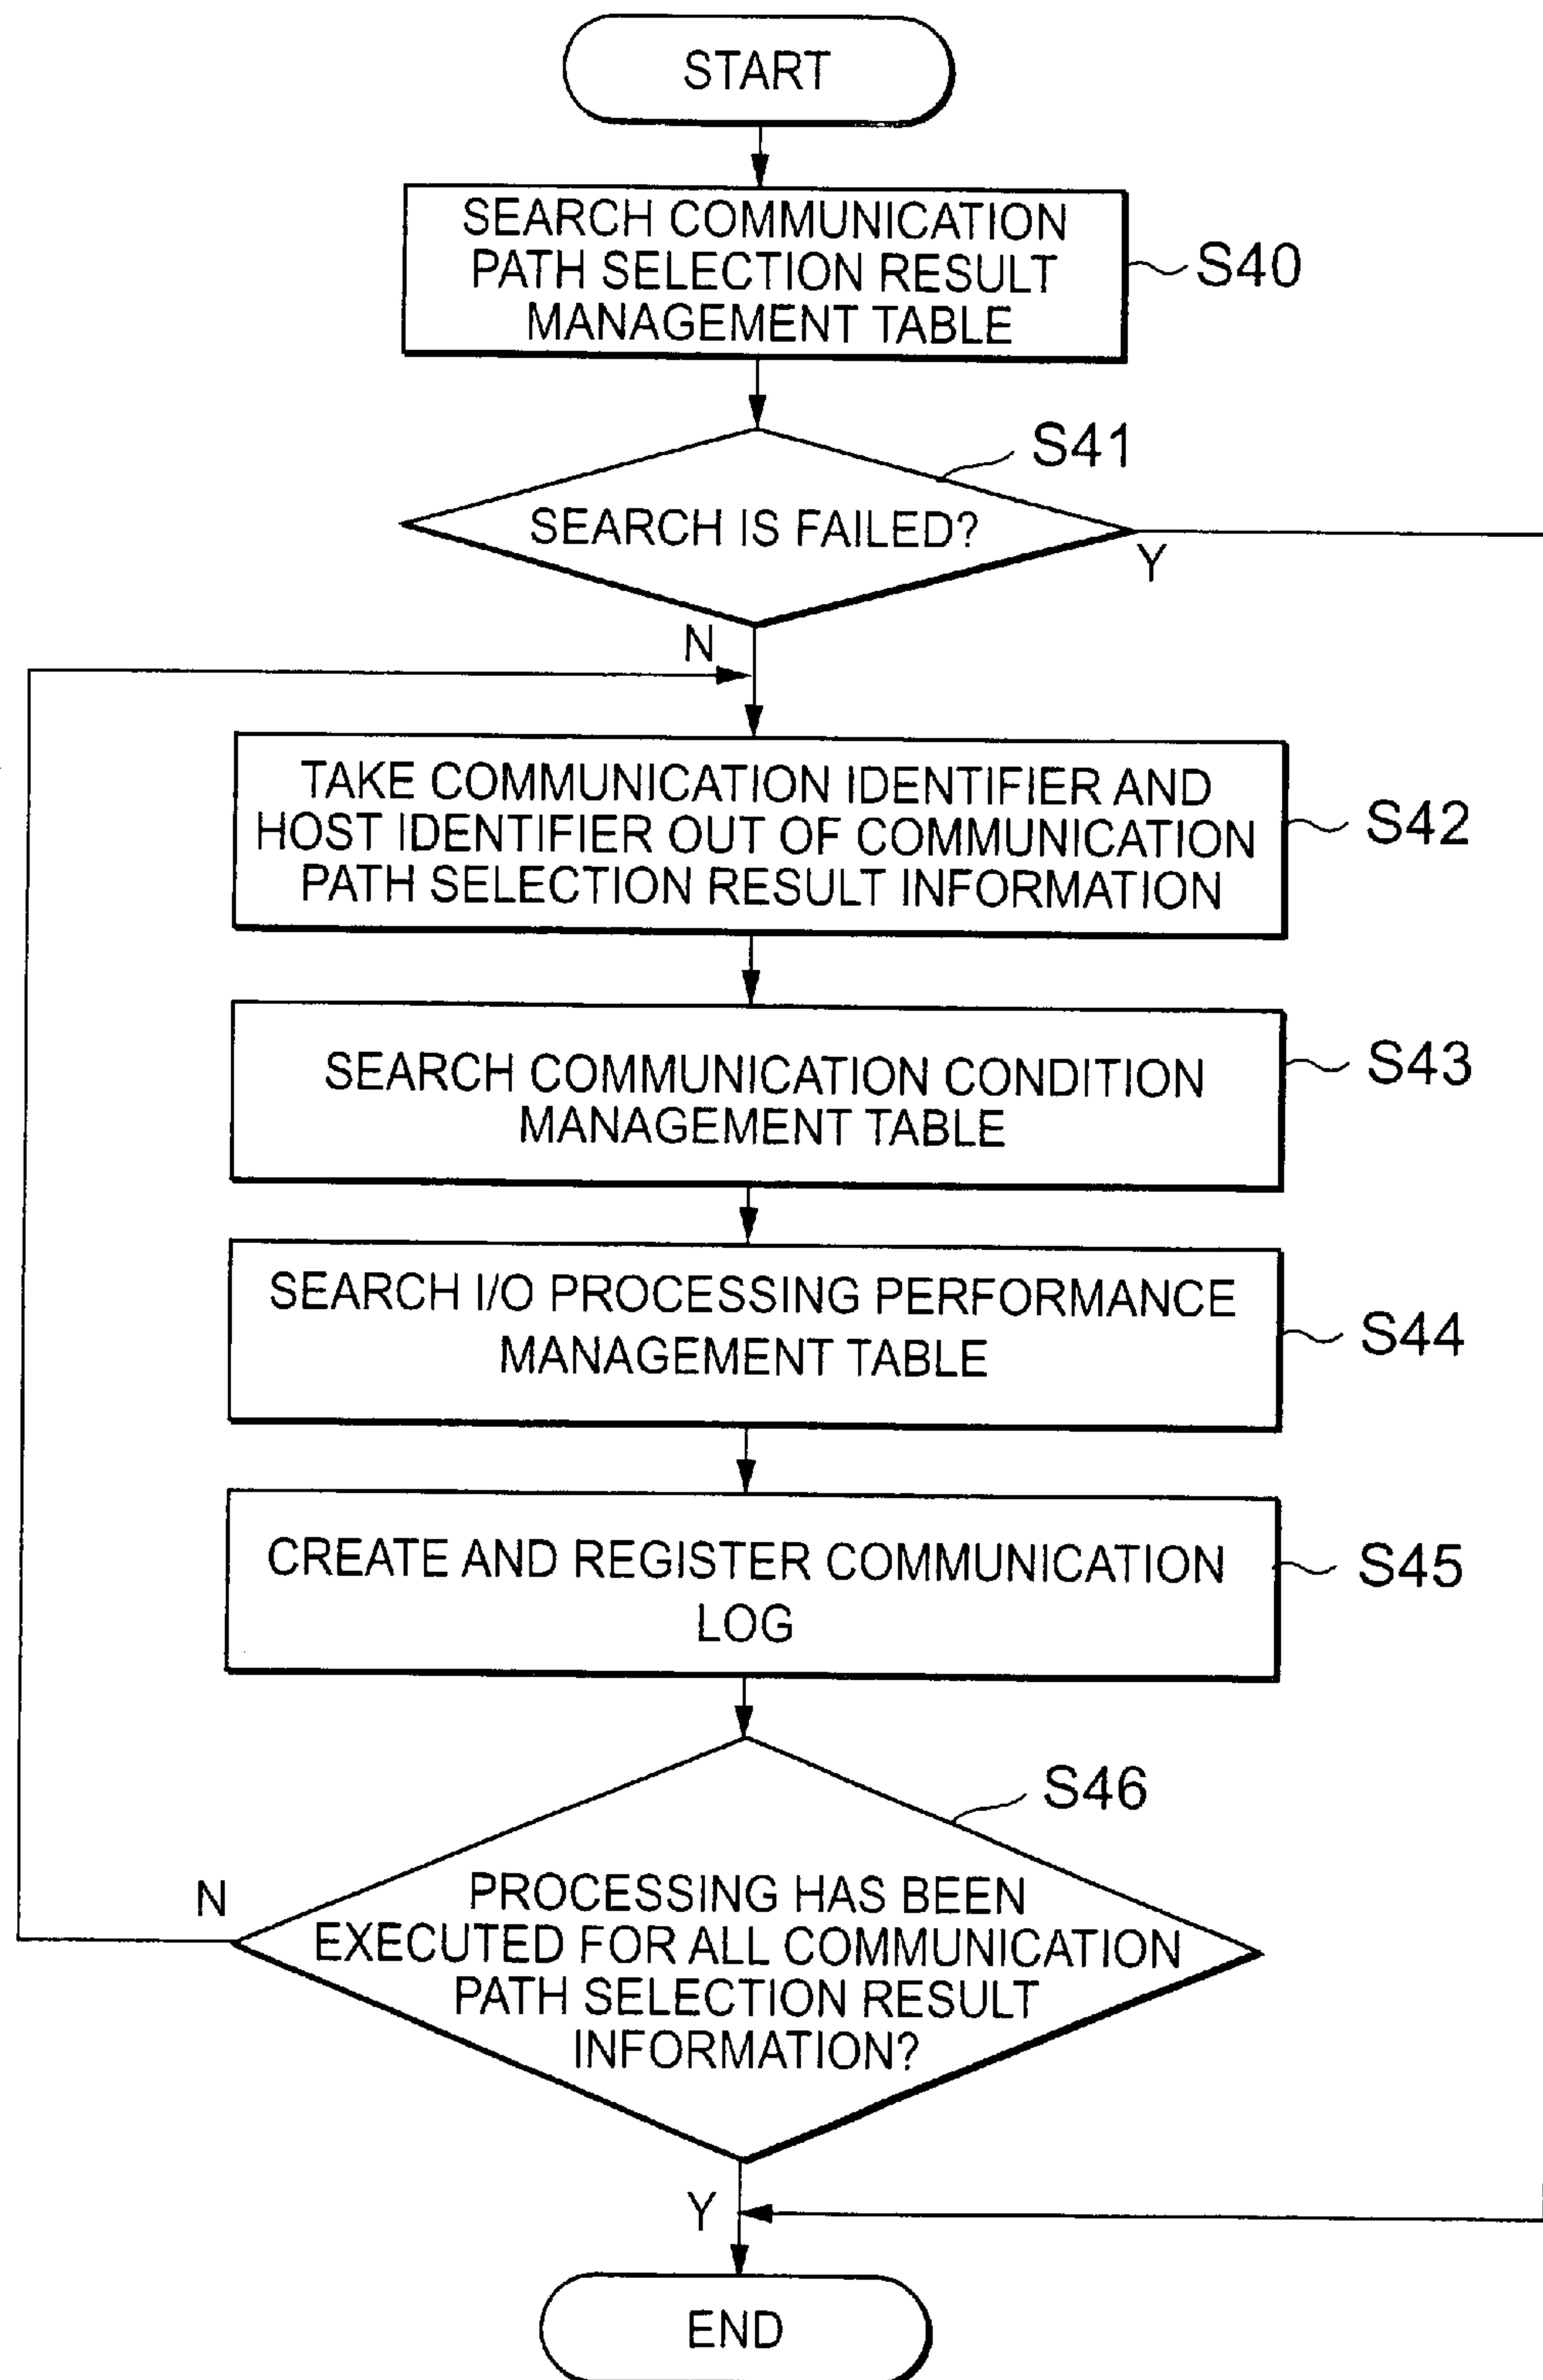 START
SEARCH COMMUNICATION
PATH SELECTION RESULT
MANAGEMENT TABLE
S40
S41
SEARCH IS FAILED?
Y
N
TAKE COMMUNICATION IDENTIFIER AND
HOST IDENTIFIER OUT OF COMMUNICATION
PATH SELECTION RESULT INFORMATION
S42
SEARCH COMMUNICATION CONDITION
MANAGEMENT TABLE
S43
SEARCH I/O PROCESSING PERFORMANCE
MANAGEMENT TABLE
S44
CREATE AND REGISTER COMMUNICATION
LOG
S45
S46
N
PROCESSING HAS BEEN
EXECUTED FOR ALL COMMUNICATION
PATH SELECTION RESULT
INFORMATION?
Y
END